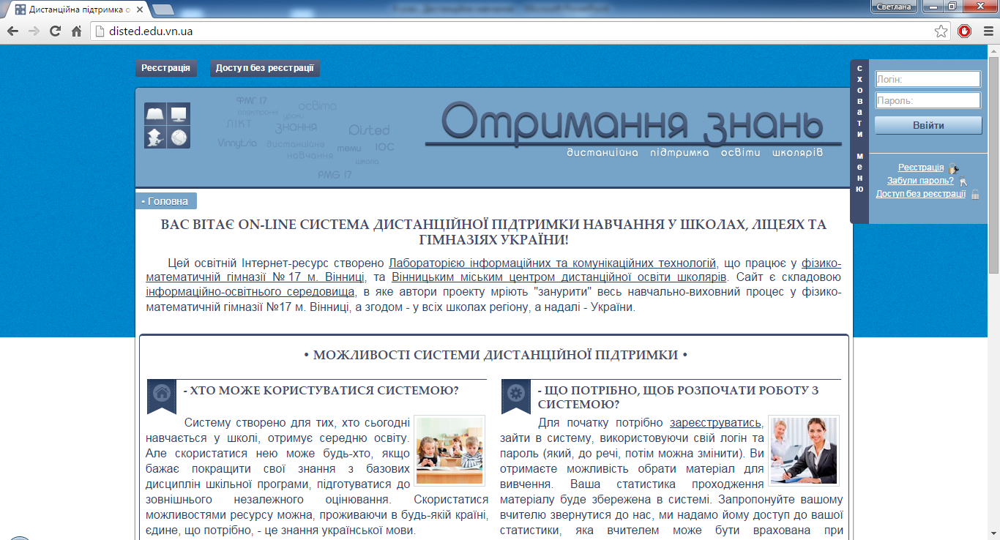 Дистанційна підтримка о
Светлана
disted.edu.vn.ua
Реєстрація
Доступ без реєстрації
ФМГ 17
освіта
електронні
уроки
ЛІКТ
знання
Disted
Vinnytsia
дистанційне
навчання
теми
ІОС
школа
PMG 17
Отримання знань
дистанційна підтримка освіти школярів
сховати меню
Логін:
Пароль:
Ввійти
Реєстрація
Забули пароль?
Доступ без реєстрації
• Головна
ВАС ВІТАЄ ON-LINE СИСТЕМА ДИСТАНЦІЙНОЇ ПІДТРИМКИ НАВЧАННЯ У ШКОЛАХ, ЛІЦЕЯХ ТА
ГІМНАЗІЯХ УКРАЇНИ!
Цей освітній Інтернет-ресурс створено Лабораторією інформаційних та комунікаційних технологій, що працює у фізико-
математичній гімназії №17 м. Вінниці, та Вінницьким міським центром дистанційної освіти школярів. Сайт є складовою
інформаційно-освітнього середовища, в яке автори проекту мріють "занурити" весь навчально-виховний процес у фізико-
математичній гімназії №17 м. Вінниці, а згодом - у всіх школах регіону, а надалі - України.
• МОЖЛИВОСТІ СИСТЕМИ ДИСТАНЦІЙНОЇ ПІДТРИМКИ •
- ХТО МОЖЕ КОРИСТУВАТИСЯ СИСТЕМОЮ?
Систему створено для тих, хто сьогодні
навчається у школі, отримує середню освіту.
Але скористатися нею може будь-хто, якщо
бажає покращити свої знання з базових
дисциплін шкільної програми, підготуватися до
зовнішнього незалежного оцінювання. Скористатися
можливостями ресурсу можна, проживаючи в будь-якій країні,
єдине, що потрібно, - це знання української мови.
- ЩО ПОТРІБНО, ЩОБ РОЗПОЧАТИ РОБОТУ З
СИСТЕМОЮ?
Для початку потрібно зареєструватись,
зайти в систему, використовуючи свій логін та
пароль (який, до речі, потім можна змінити). Ви
отримаєте можливість обрати матеріал для
вивчення. Ваша статистика проходження
матеріалу буде збережена в системі. Запропонуйте вашому
вчителю звернутися до нас, ми надамо йому доступ до вашої
статистики, яка вчителем може бути врахована при